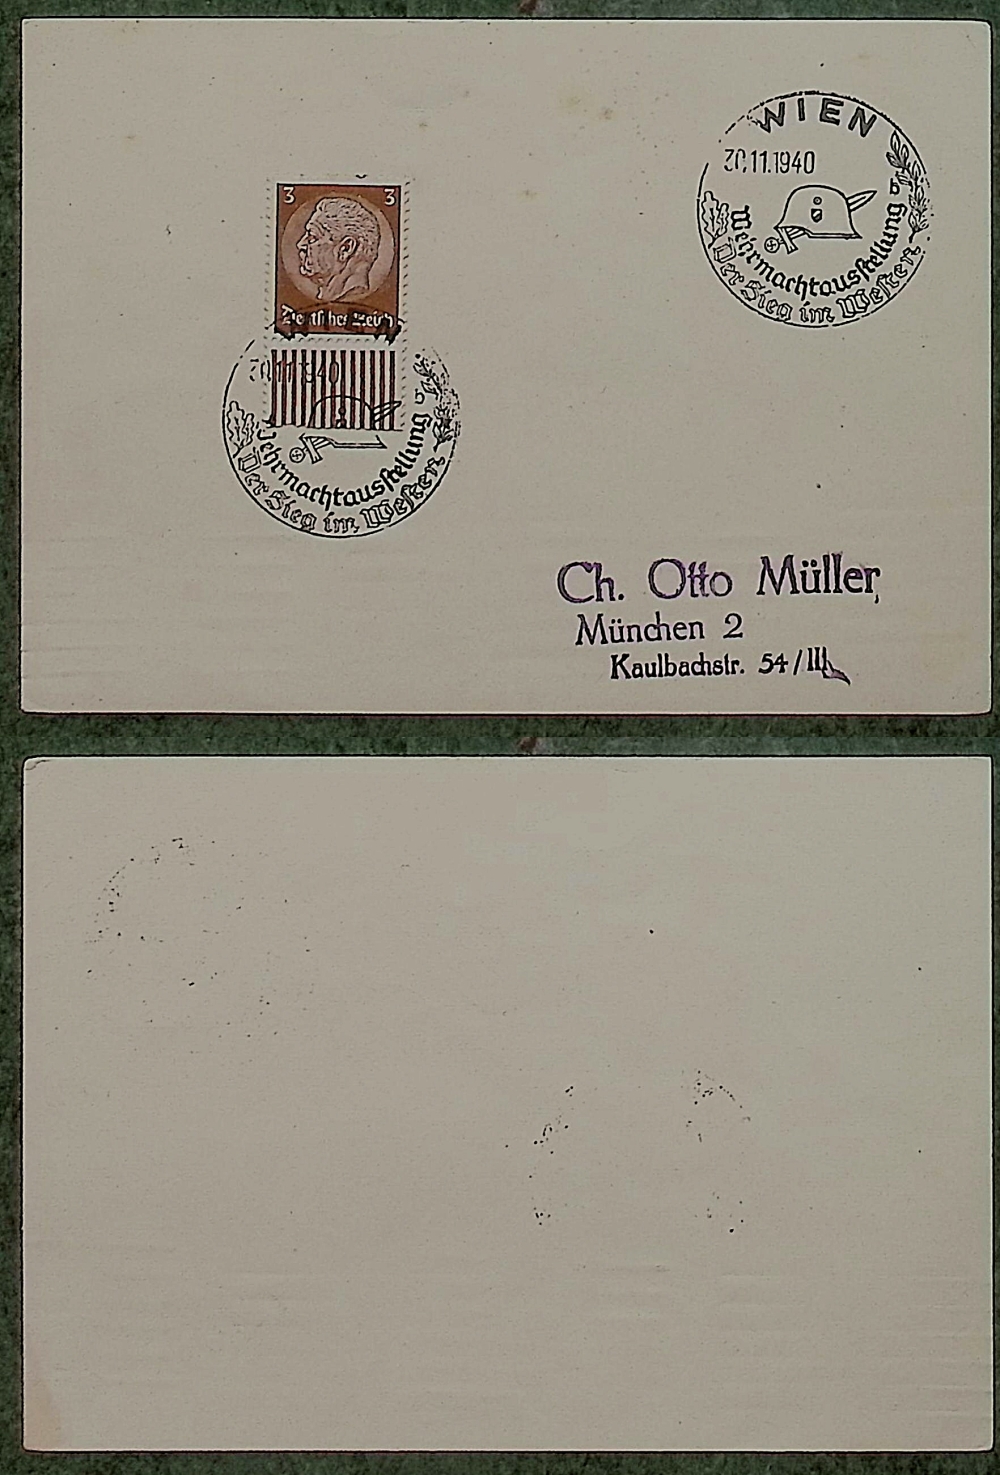 WIEN
30.11.1940
b
Wehrmachtausstellung
Der Sieg im Westen
3 3
Deutsches Reich
30.11.1940
b
Wehrmachtausstellung
Der Sieg im Westen
Ch. Otto Müller,
München 2
Kaulbachstr. 54/III